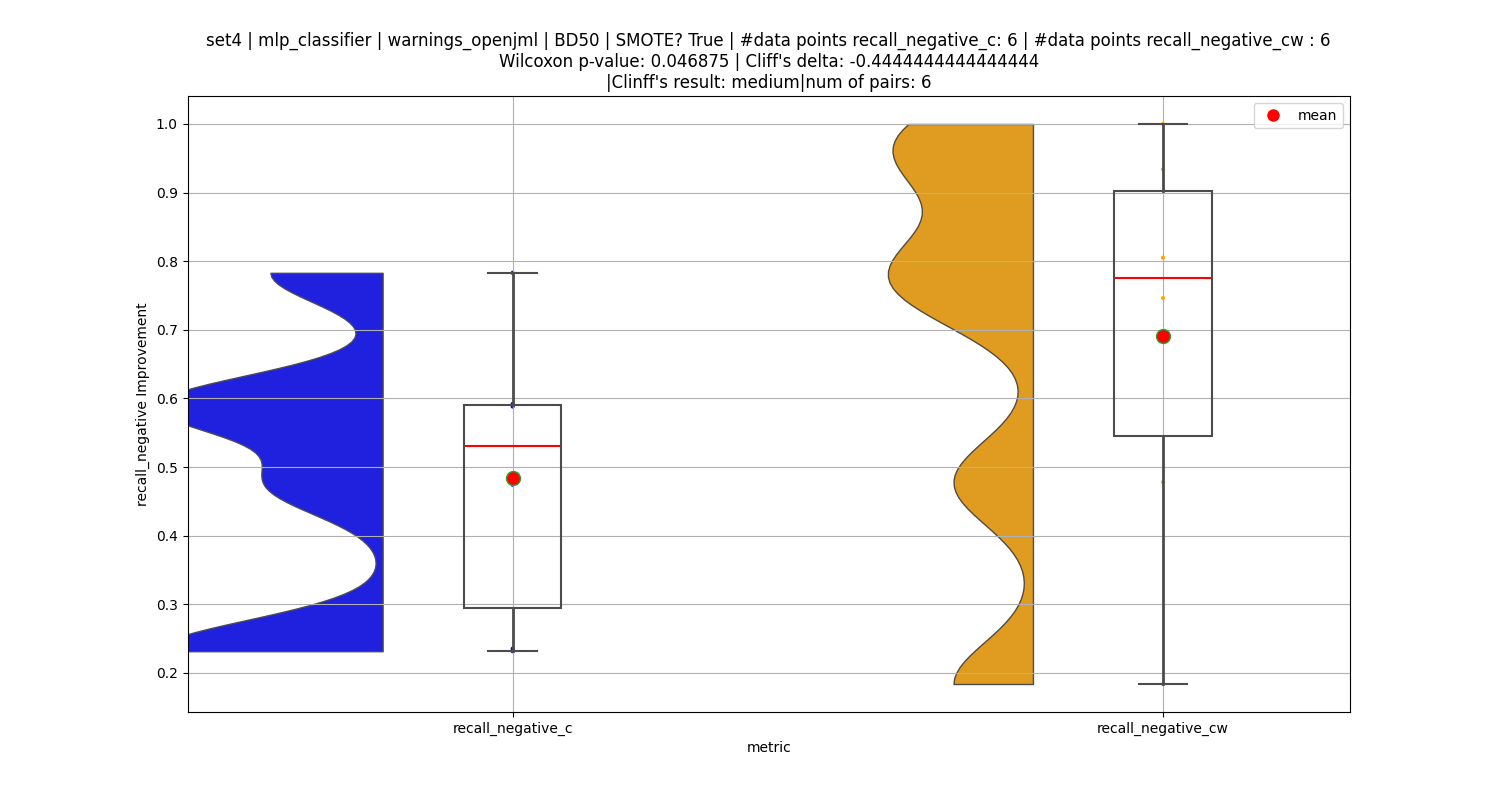 set4 | mlp_classifier | warnings_openjml | BD50 | SMOTE? True | #data points recall_negative_c: 6 | #data points recall_negative_cw : 6
Wilcoxon p-value: 0.046875 | Cliff's delta: -0.4444444444444444
|Clinff's result: medium|num of pairs: 6
mean
1.0
0.9
0.8
0.7
0.6
0.5
0.4
0.3
0.2
recall_negative Improvement
recall_negative_c
recall_negative_cw
metric